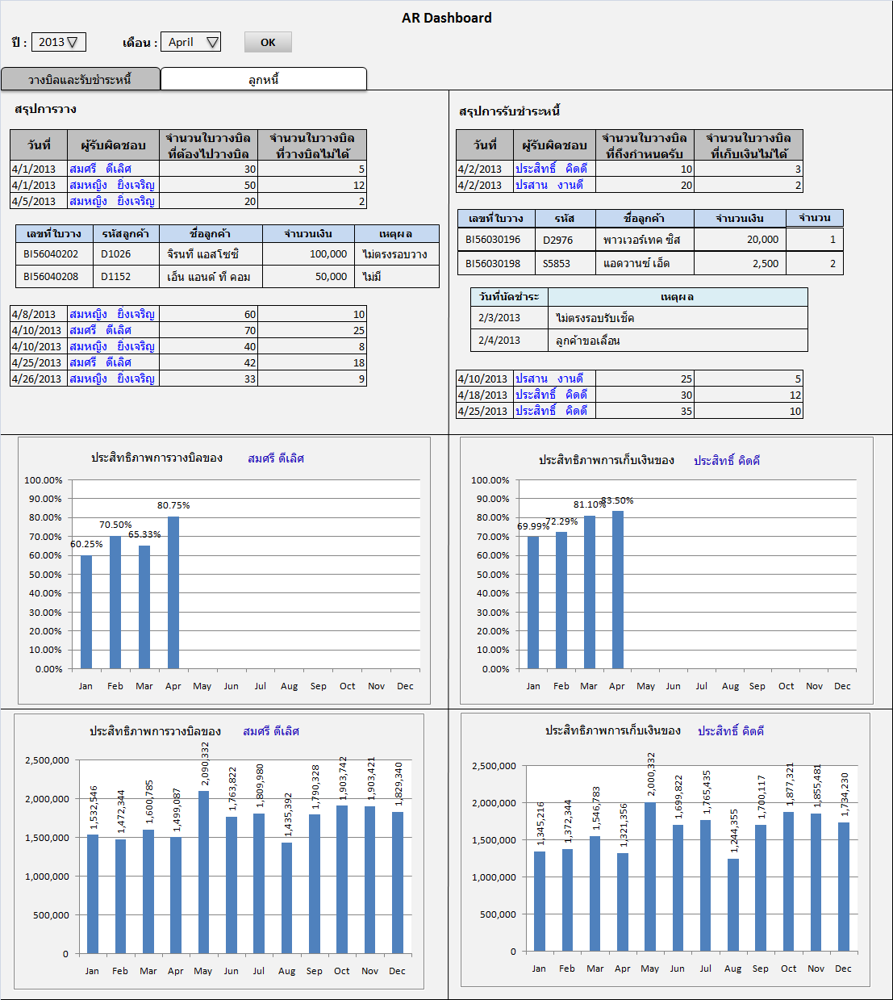 AR Dashboard
ปี : 2013 เดือน : April OK
วางบิลและรับชำระหนี้ ลูกหนี้
สรุปการวาง
วันที่ ผู้รับผิดชอบ จำนวนใบวางบิล จำนวนใบวางบิล
ที่ต้องไปวางบิล ที่วางบิลไม่ได้
4/1/2013 สมศรี ดีเลิศ 30 5
4/1/2013 สมหญิง ยิ่งเจริญ 50 12
4/5/2013 สมหญิง ยิ่งเจริญ 20 2
เลขที่ใบวาง รหัสลูกค้า ชื่อลูกค้า จำนวนเงิน เหตุผล
BI56040202 D1026 จิรนที แอสโซซิ 100,000 ไม่ตรงรอบวาง
BI56040208 D1152 เอ็น แอนด์ ที คอม 50,000 ไม่มี
4/8/2013 สมหญิง ยิ่งเจริญ 60 10
4/10/2013 สมศรี ดีเลิศ 70 25
4/10/2013 สมหญิง ยิ่งเจริญ 40 8
4/25/2013 สมศรี ดีเลิศ 42 18
4/26/2013 สมหญิง ยิ่งเจริญ 33 9
สรุปการรับชำระหนี้
วันที่ ผู้รับผิดชอบ จำนวนใบวางบิล จำนวนใบวางบิล
ที่ถึงกำหนดรับ ที่เก็บเงินไม่ได้
4/2/2013 ประสิทธิ์ คิดดี 10 3
4/2/2013 ปรสาน งานดี 20 2
เลขที่ใบวาง รหัส ชื่อลูกค้า จำนวนเงิน จำนวน
BI56030196 D2976 พาวเวอร์เทค ซิส 20,000 1
BI56030198 S5853 แอดวานซ์ เอ็ด 2,500 2
วันที่นัดชำระ เหตุผล
2/3/2013 ไม่ตรงรอบรับเช็ค
2/4/2013 ลูกค้าขอเลื่อน
4/10/2013 ปรสาน งานดี 25 5
4/18/2013 ประสิทธิ์ คิดดี 30 12
4/25/2013 ประสิทธิ์ คิดดี 35 10
ประสิทธิภาพการวางบิลของ สมศรี ดีเลิศ
100.00%
90.00%
80.00%
70.00%
60.00%
50.00%
40.00%
30.00%
20.00%
10.00%
0.00%
60.25% 70.50% 65.33% 80.75%
Jan Feb Mar Apr May Jun Jul Aug Sep Oct Nov Dec
ประสิทธิภาพการเก็บเงินของ ประสิทธิ์ คิดดี
100.00%
90.00%
80.00%
70.00%
60.00%
50.00%
40.00%
30.00%
20.00%
10.00%
0.00%
69.99% 72.29% 81.10% 83.50%
Jan Feb Mar Apr May Jun Jul Aug Sep Oct Nov Dec
ประสิทธิภาพการวางบิลของ สมศรี ดีเลิศ
2,500,000
2,000,000
1,500,000
1,000,000
500,000
0
1,532,546 1,472,344 1,600,785 1,499,087 2,090,332 1,763,822 1,809,980 1,435,392 1,790,328 1,903,742 1,903,421 1,829,340
Jan Feb Mar Apr May Jun Jul Aug Sep Oct Nov Dec
ประสิทธิภาพการเก็บเงินของ ประสิทธิ์ คิดดี
2,500,000
2,000,000
1,500,000
1,000,000
500,000
0
1,345,216 1,372,344 1,546,783 1,321,356 2,000,332 1,699,822 1,765,435 1,244,355 1,700,117 1,877,321 1,855,481 1,734,230
Jan Feb Mar Apr May Jun Jul Aug Sep Oct Nov Dec